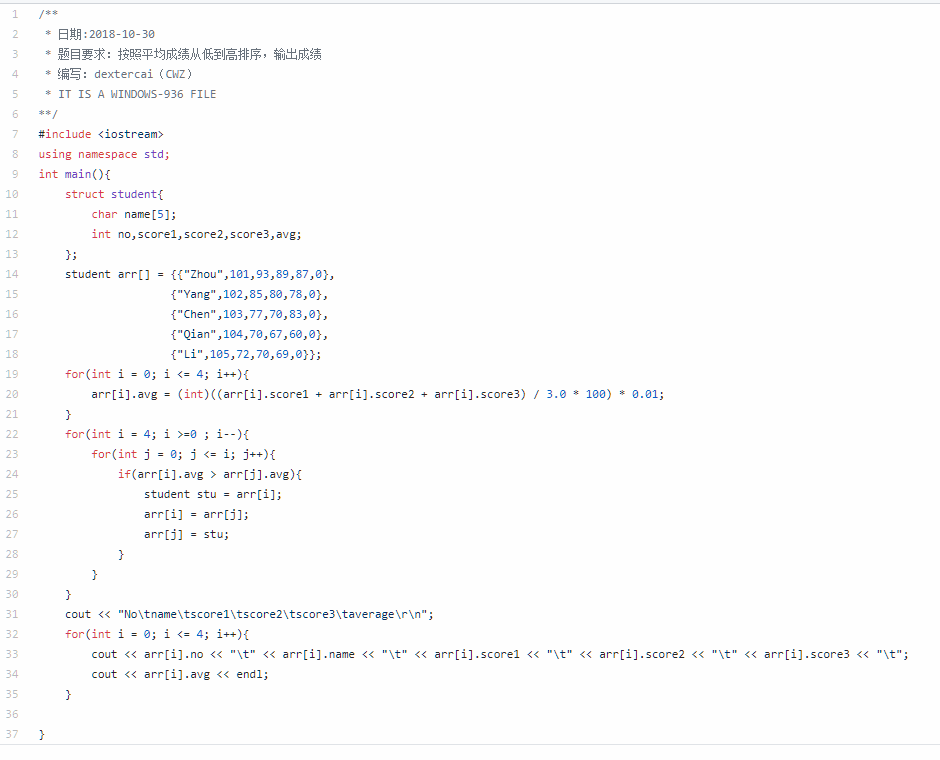 1 /**
2  * 日期:2018-10-30
3  * 题目要求: 按照平均成绩从低到高排序，输出成绩
4  * 编写: dextercai（CWZ）
5  * IT IS A WINDOWS-936 FILE
6 **/
7 #include <iostream>
8 using namespace std;
9 int main(){
10     struct student{
11         char name[5];
12         int no,score1,score2,score3,avg;
13     };
14     student arr[] = {{"Zhou",101,93,89,87,0},
15                     {"Yang",102,85,80,78,0},
16                     {"Chen",103,77,70,83,0},
17                     {"Qian",104,70,67,60,0},
18                     {"Li",105,72,70,69,0}};
19     for(int i = 0; i <= 4; i++){
20         arr[i].avg = (int)((arr[i].score1 + arr[i].score2 + arr[i].score3) / 3.0 * 100) * 0.01;
21     }
22     for(int i = 4; i >=0 ; i--){
23         for(int j = 0; j <= i; j++){
24             if(arr[i].avg > arr[j].avg){
25                 student stu = arr[i];
26                 arr[i] = arr[j];
27                 arr[j] = stu;
28             }
29         }
30     }
31     cout << "No\tname\tscore1\tscore2\tscore3\taverage\r\n";
32     for(int i = 0; i <= 4; i++){
33         cout << arr[i].no << "\t" << arr[i].name << "\t" << arr[i].score1 << "\t" << arr[i].score2 << "\t" << arr[i].score3 << "\t";
34         cout << arr[i].avg << endl;
35     }
36
37 }